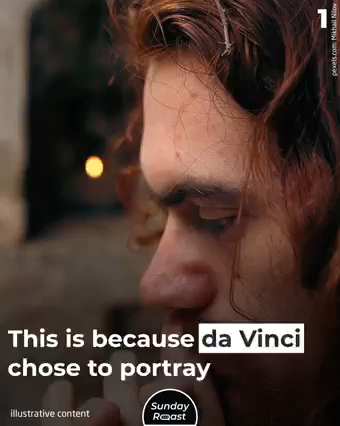 1
pexels.com: Mikhail Nilov
This is because da Vinci
chose to portray
illustrative content
Sunday
Roast